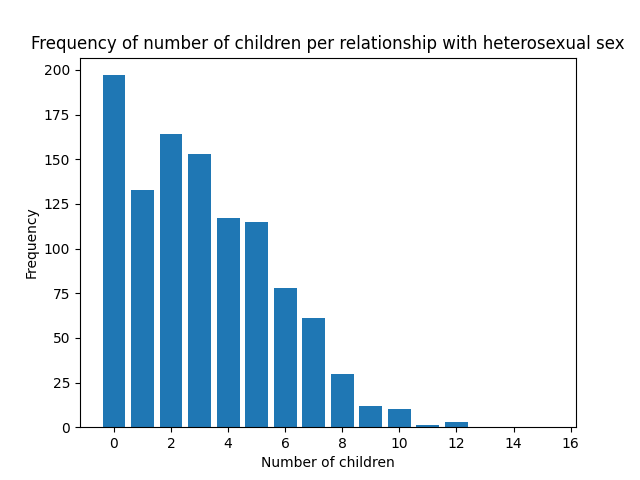 Frequency of number of children per relationship with heterosexual sex
200
175
150
125
100
75
50
25
0
Frequency
0 2 4 6 8 10 12 14 16
Number of children